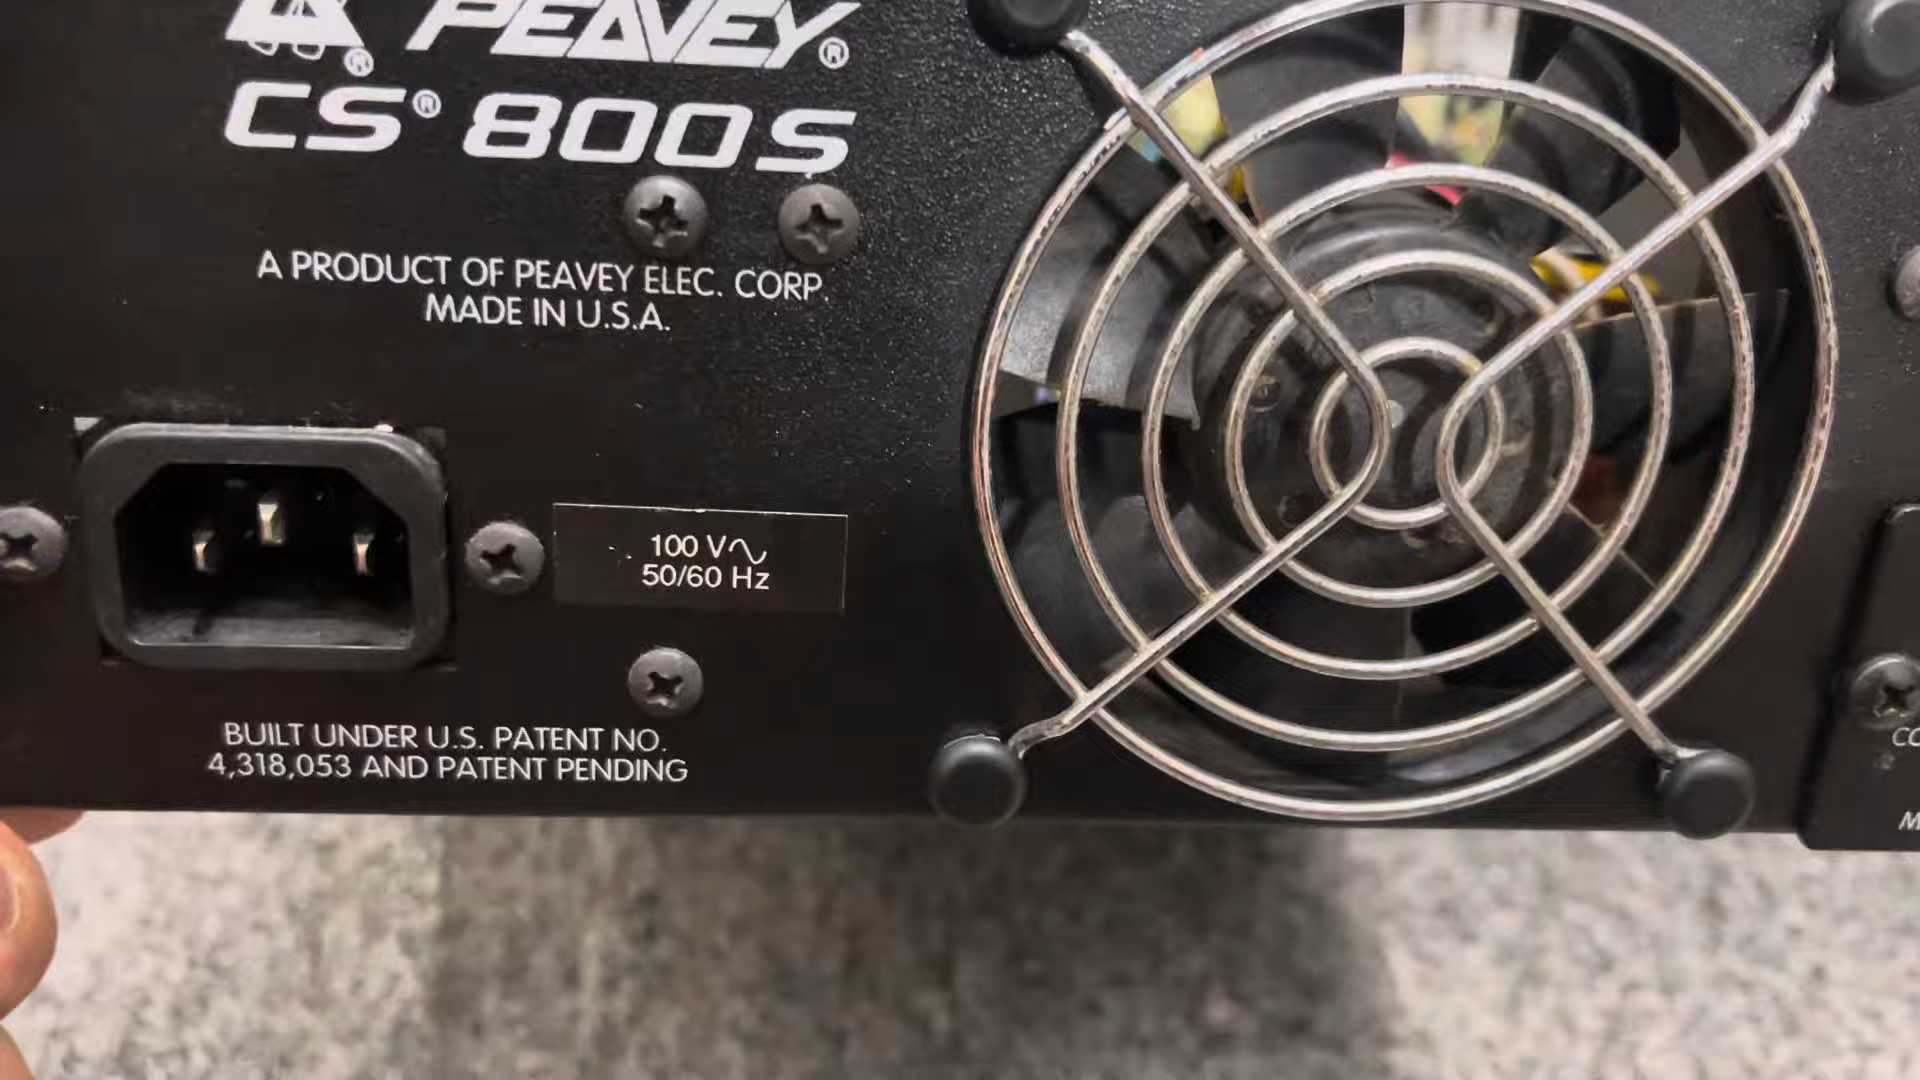 PEAVEY®
CS® 800S
A PRODUCT OF PEAVEY ELEC. CORP.
MADE IN U.S.A.
100 V∿
50/60 Hz
BUILT UNDER U.S. PATENT NO.
4,318,053 AND PATENT PENDING